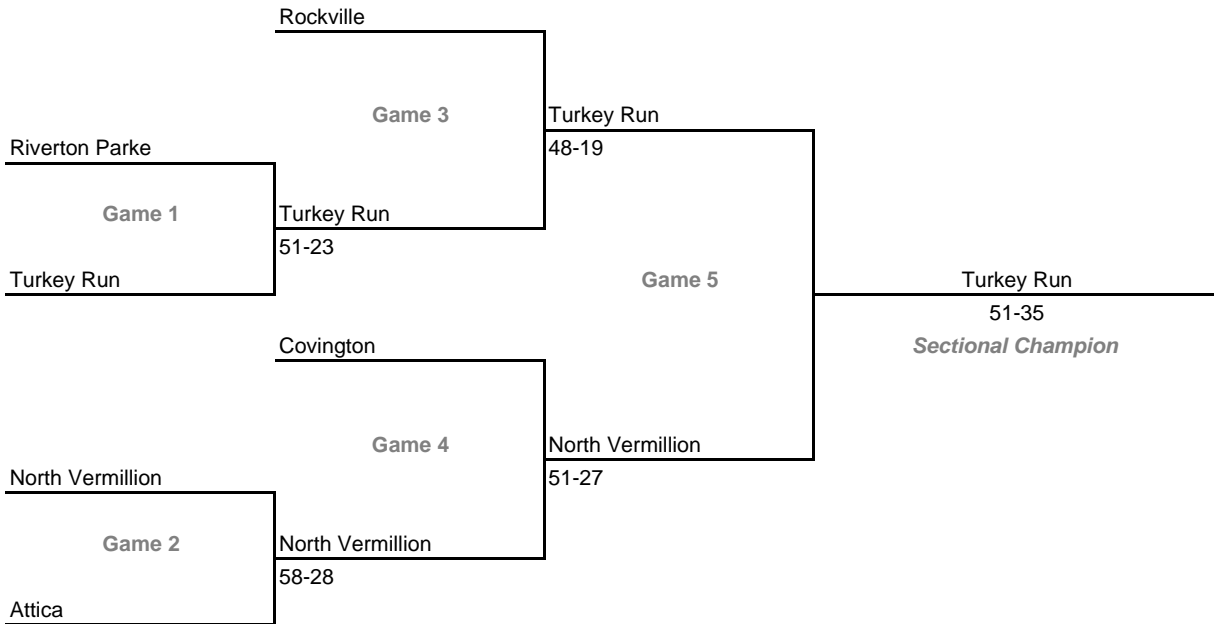 Rockville
Game 3
Turkey Run
48-19
Riverton Parke
Game 1
Turkey Run
51-23
Turkey Run
Game 5
Turkey Run
51-35
Sectional Champion
Covington
Game 4
North Vermillion
51-27
North Vermillion
Game 2
North Vermillion
58-28
Attica